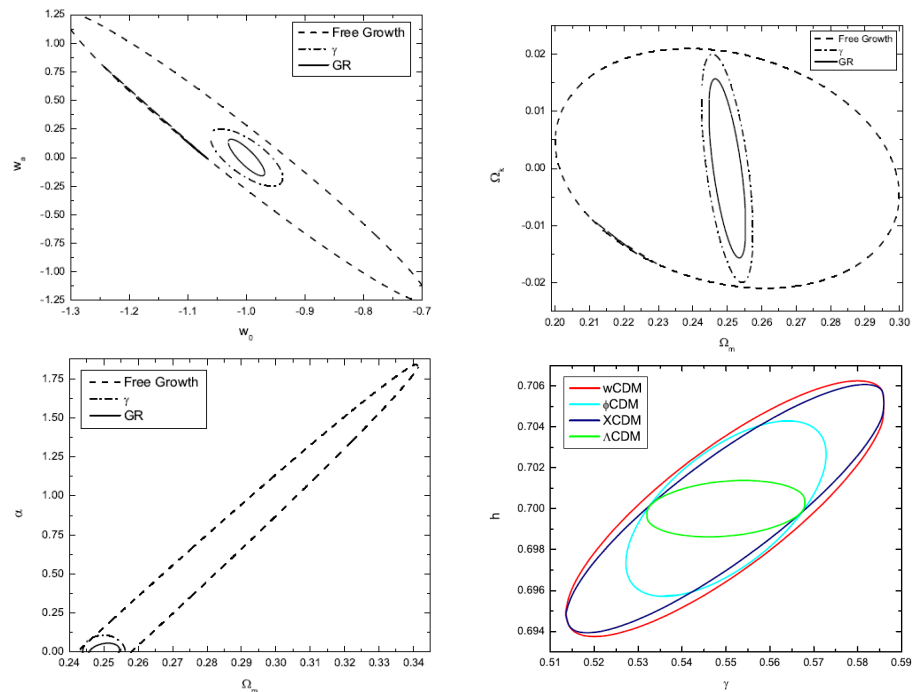 1.25
1.00
0.75
0.50
0.25
0.00
0.25
0.50
0.75
-1.00
1.25
w_a
-1.3 -1.2 -1.1 -1.0 -0.9 -0.8 -0.7
w_0
Free Growth
γ
GR
0.02
0.01
0.00
-0.01
-0.02
Ω_k
0.20 0.21 0.22 0.23 0.24 0.25 0.26 0.27 0.28 0.29 0.30
Ω_m
Free Growth
γ
GR
1.75
1.50
1.25
1.00
0.75
0.50
0.25
0.00
α
0.24 0.25 0.26 0.27 0.28 0.29 0.30 0.31 0.32 0.33 0.34
Ω_m
Free Growth
γ
GR
0.706
0.704
0.702
0.700
0.698
0.696
0.694
h
0.51 0.52 0.53 0.54 0.55 0.56 0.57 0.58 0.59
γ
wCDM
ϕCDM
XCDM
ΛCDM